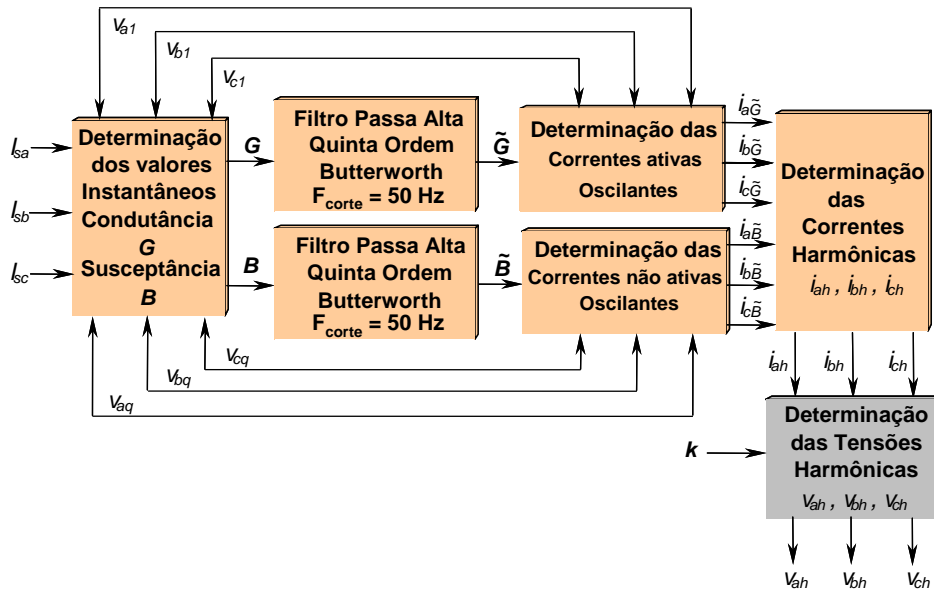 Va1
Vb1
Vc1
Isa
Isb
Isc
Determinação
dos valores
Instantâneos
Condutância
G
Susceptância
B
G
Filtro Passa Alta
Quinta Ordem
Butterworth
Fcorte = 50 Hz
G̃
Determinação das
Correntes ativas
Oscilantes
iaG̃
ibG̃
icG̃
B
Filtro Passa Alta
Quinta Ordem
Butterworth
Fcorte = 50 Hz
B̃
Determinação das
Correntes não ativas
Oscilantes
iaB̃
ibB̃
icB̃
Determinação
das
Correntes
Harmônicas
iah , ibh , ich
Vcq
Vbq
Vaq
iah
ibh
ich
k
Determinação
das Tensões
Harmônicas
Vah , Vbh , Vch
Vah
Vbh
Vch